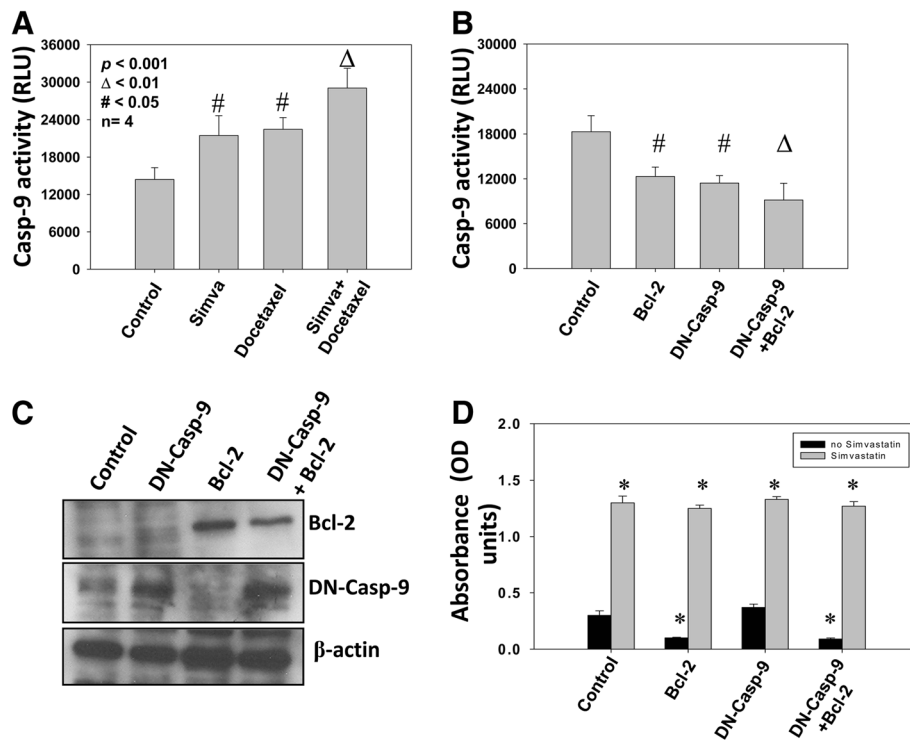 A
Casp-9 activity (RLU)
36000
30000
24000
18000
12000
6000
0
p < 0.001
Δ < 0.01
# < 0.05
n= 4
#
#
Δ
Control
Simva
Docetaxel
Simva+
Docetaxel
B
Casp-9 activity (RLU)
30000
24000
18000
12000
6000
0
#
#
Δ
Control
Bcl-2
DN-Casp-9
DN-Casp-9
+Bcl-2
C
Control
DN-Casp-9
Bcl-2
DN-Casp-9
+ Bcl-2
Bcl-2
DN-Casp-9
β-actin
D
Absorbance (OD
units)
2.0
1.5
1.0
0.5
0.0
no Simvastatin
Simvastatin
*
*
*
*
*
*
Control
Bcl-2
DN-Casp-9
DN-Casp-9
+Bcl-2